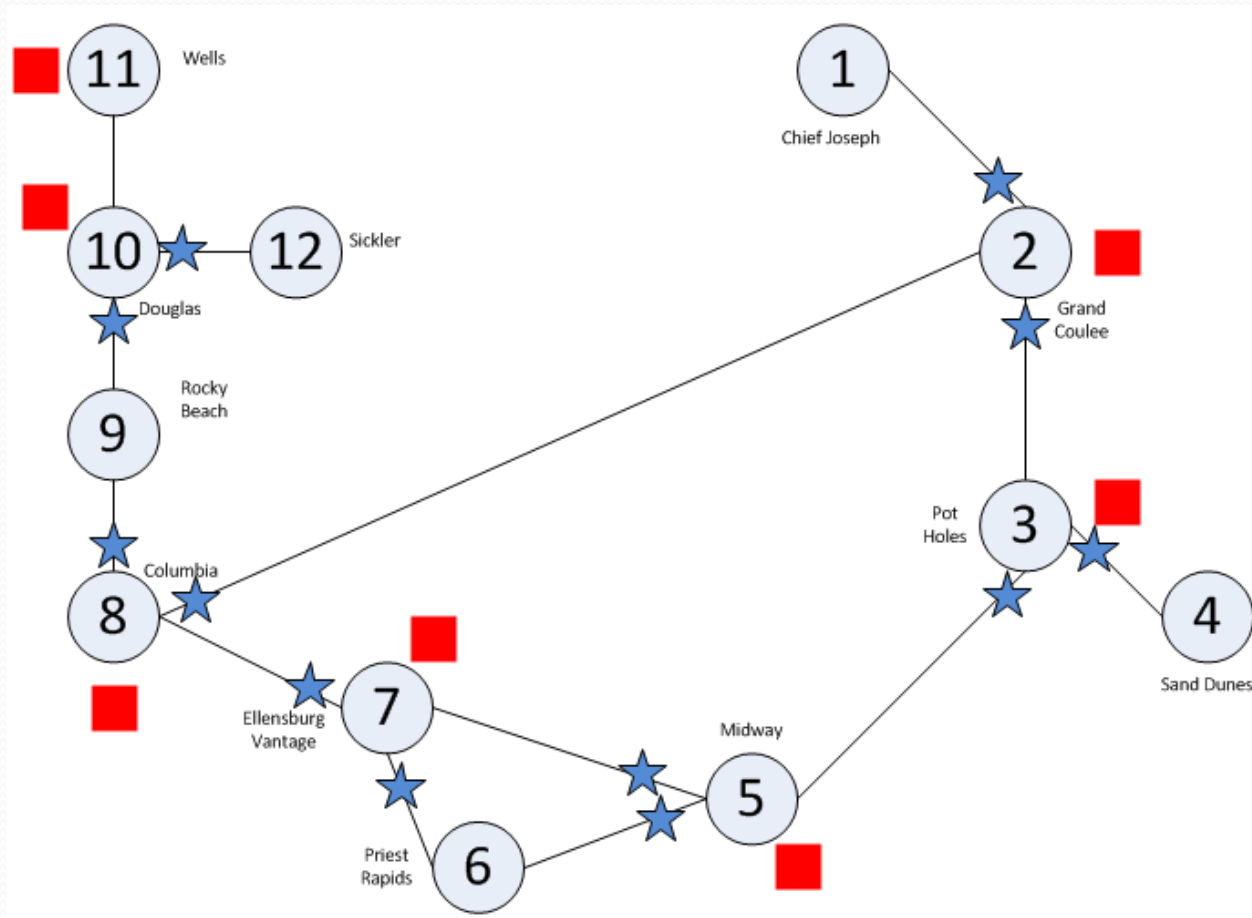 11
Wells
1
Chief Joseph
10
12
Sickler
2
Douglas
Grand
Coulee
Rocky
Beach
9
Pot
Holes
3
Columbia
8
4
Sand Dunes
7
Ellensburg
Vantage
Midway
5
Priest
Rapids
6